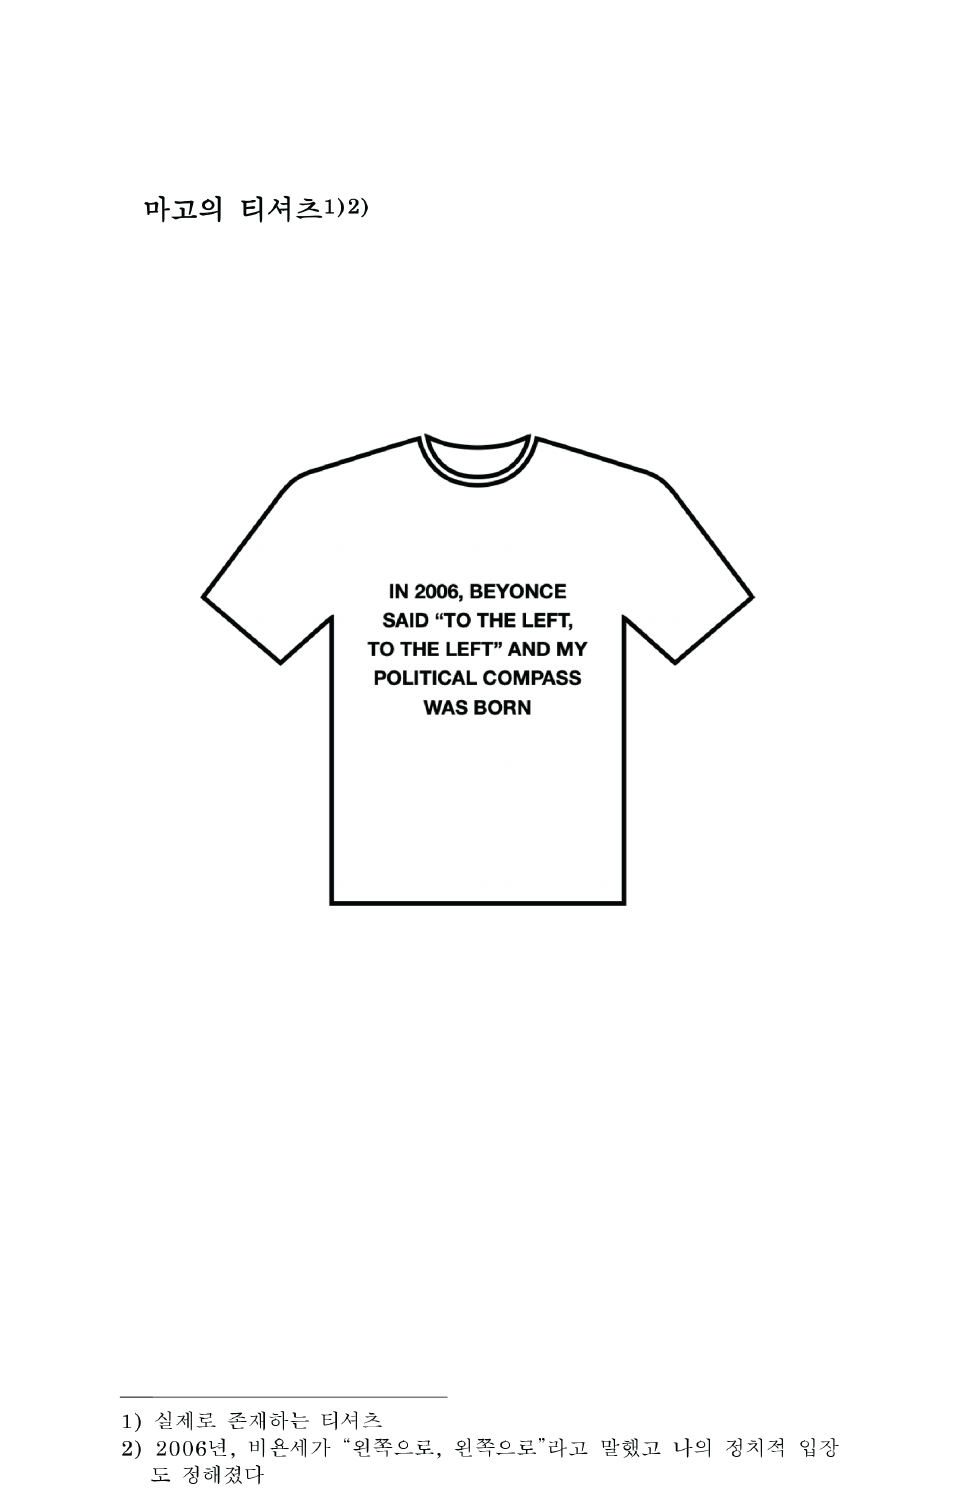 마고의 티셔츠1)2)
IN 2006, BEYONCE
SAID “TO THE LEFT,
TO THE LEFT” AND MY
POLITICAL COMPASS
WAS BORN
1) 실제로 존재하는 티셔츠
2) 2006년, 비욘세가 “왼쪽으로, 왼쪽으로”라고 말했고 나의 정치적 입장
도 정해졌다